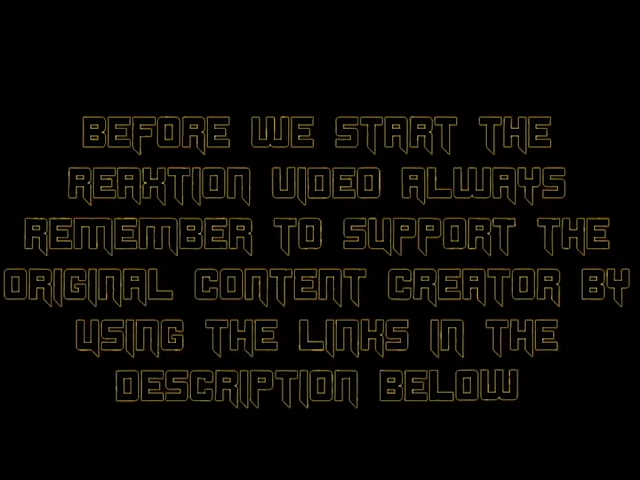 BEFORE WE START THE
REAXTION VIDEO ALWAYS
REMEMBER TO SUPPORT THE
ORIGINAL CONTENT CREATOR BY
USING THE LINKS IN THE
DESCRIPTION BELOW